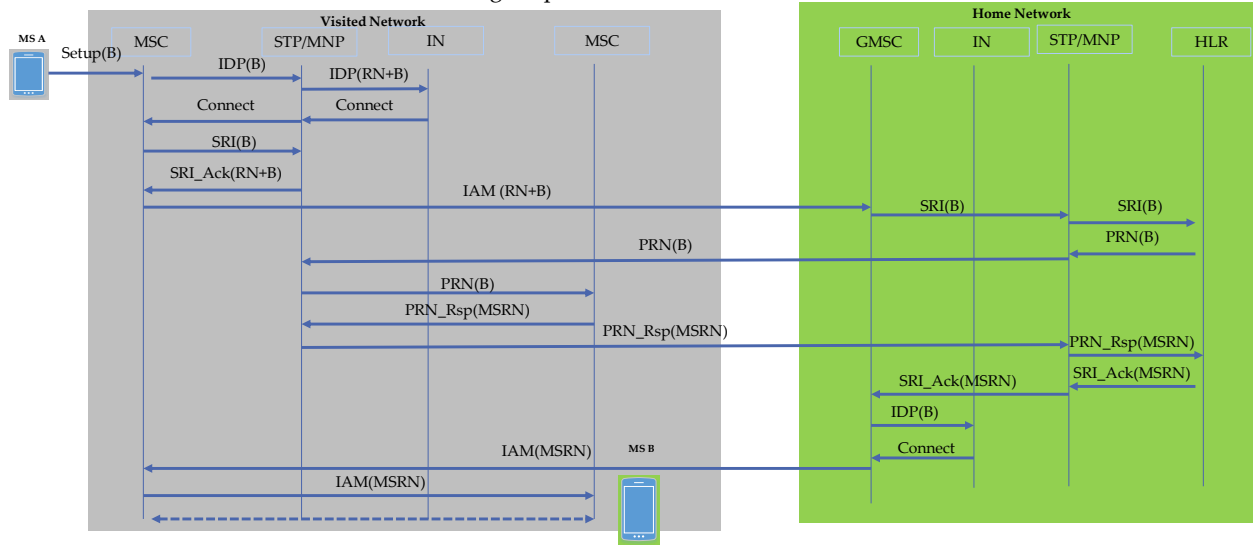 Visited Network
Home Network
MS A
MSC
STP/MNP
IN
MSC
GMSC
IN
STP/MNP
HLR
Setup(B)
IDP(B)
IDP(RN+B)
Connect
Connect
SRI(B)
SRI_Ack(RN+B)
IAM (RN+B)
SRI(B)
SRI(B)
PRN(B)
PRN(B)
PRN(B)
PRN_Rsp(MSRN)
PRN_Rsp(MSRN)
PRN_Rsp(MSRN)
SRI_Ack(MSRN)
SRI_Ack(MSRN)
IDP(B)
Connect
IAM(MSRN)
MS B
IAM(MSRN)